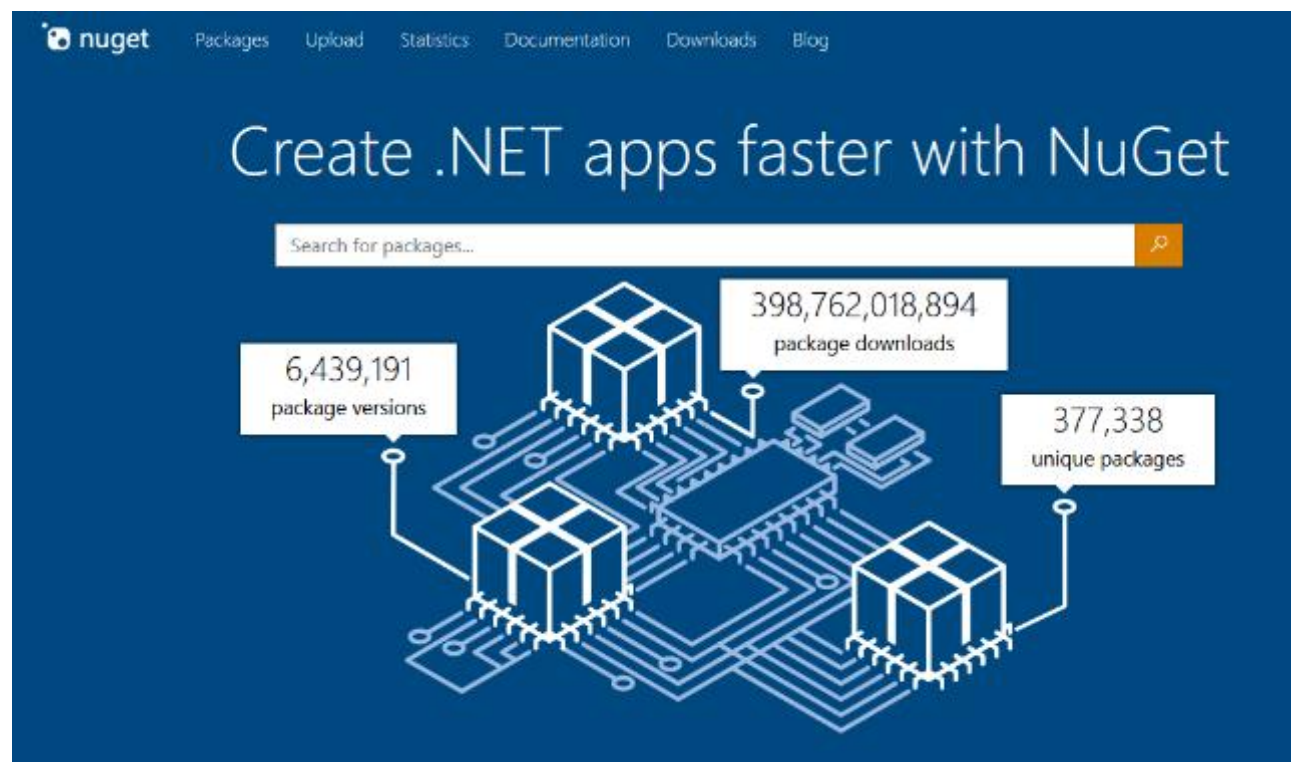 nuget Packages Upload Statistics Documentation Downloads Blog
Create .NET apps faster with NuGet
Search for packages...
398,762,018,894
package downloads
6,439,191
package versions
377,338
unique packages